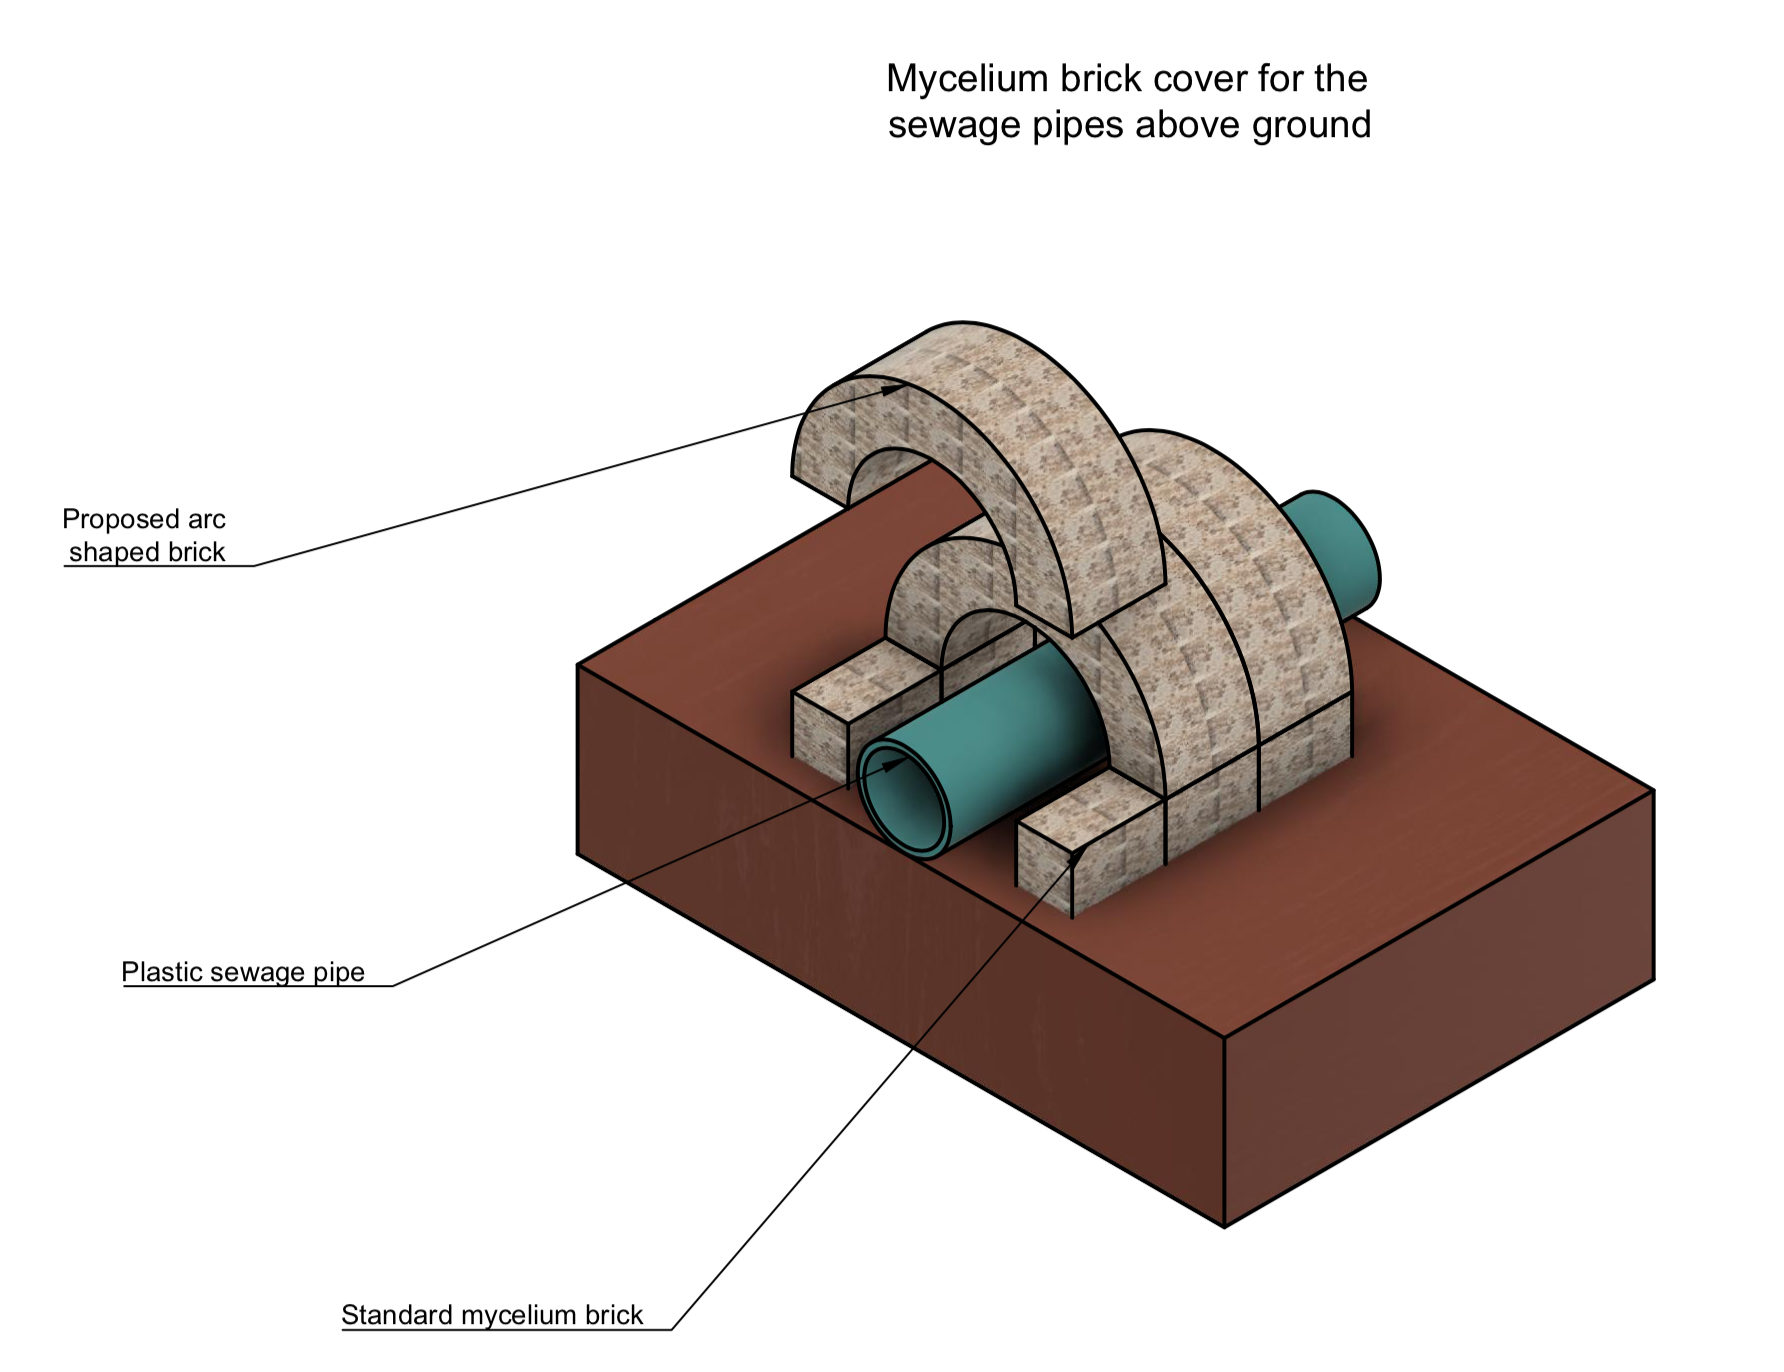 Mycelium brick cover for the
sewage pipes above ground
Proposed arc
shaped brick
Plastic sewage pipe
Standard mycelium brick